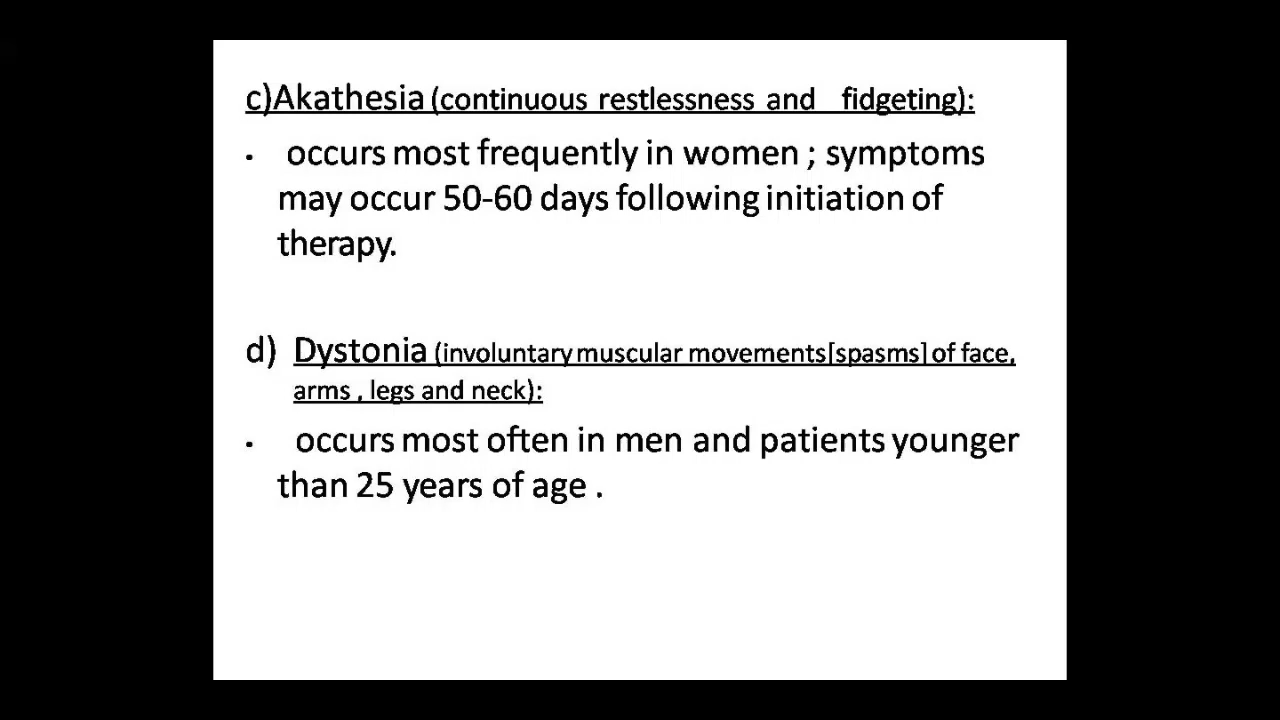 c)Akathesia (continuous restlessness and fidgeting):
• occurs most frequently in women ; symptoms
may occur 50-60 days following initiation of
therapy.
d) Dystonia (involuntary muscular movements[spasms] of face,
arms , legs and neck):
• occurs most often in men and patients younger
than 25 years of age .